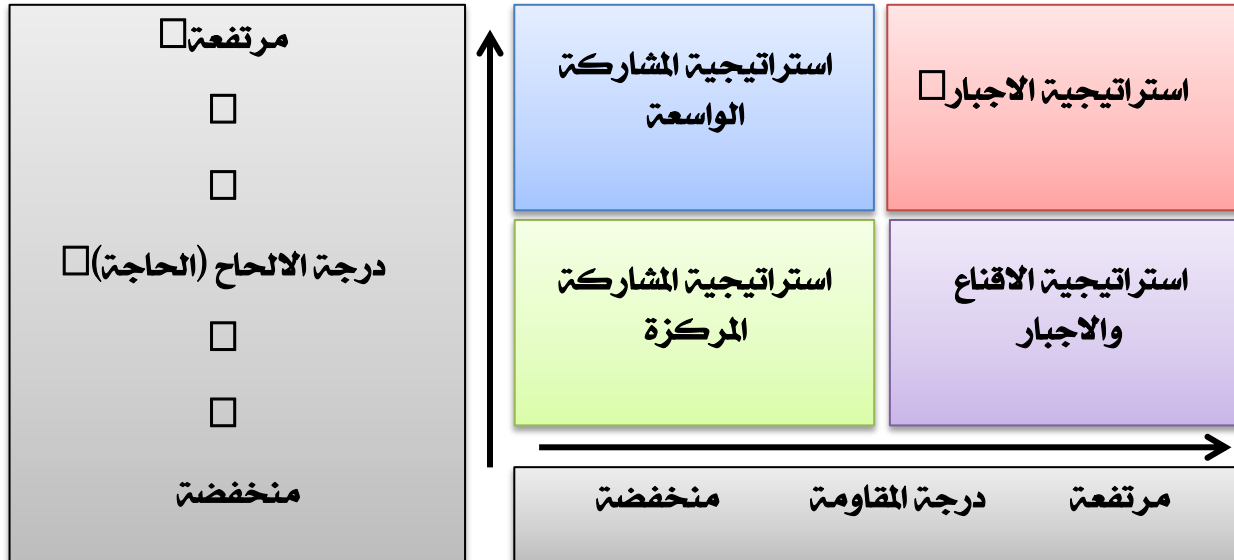 مرتفعة
درجة الالحاح (الحاجة)
منخفضة
استراتيجية المشاركة
الواسعة
استراتيجية الاجبار
استراتيجية المشاركة
المركزة
استراتيجية الاقناع
والاجبار
منخفضة درجة المقاومة مرتفعة